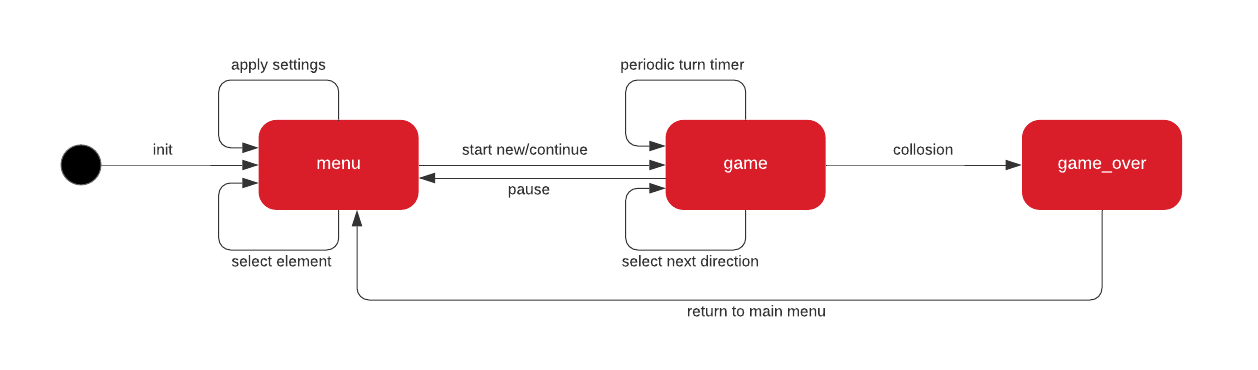 apply settings
periodic turn timer
init
start new/continue
collosion
menu
game
game_over
pause
select element
select next direction
return to main menu